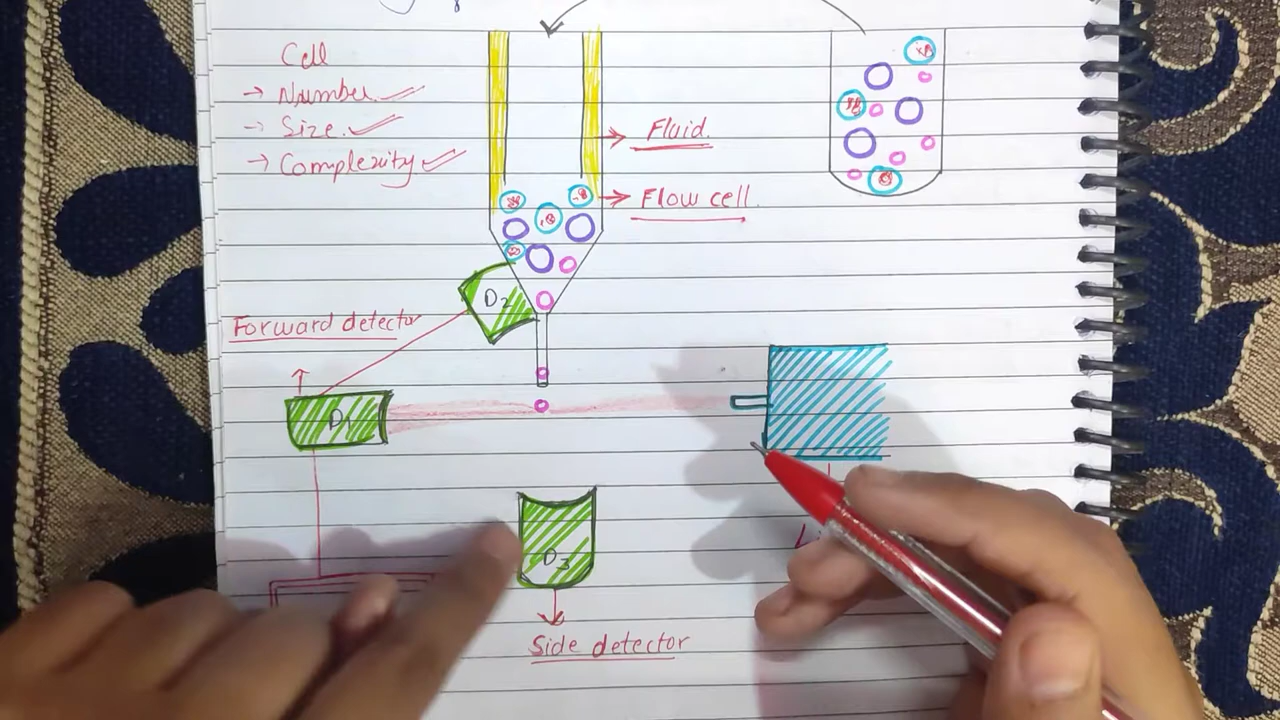 Cell
→ Number
→ Size.
→ Complexity
Fluid.
Flow cell
D2
Forward detector
D1
D3
Side detector